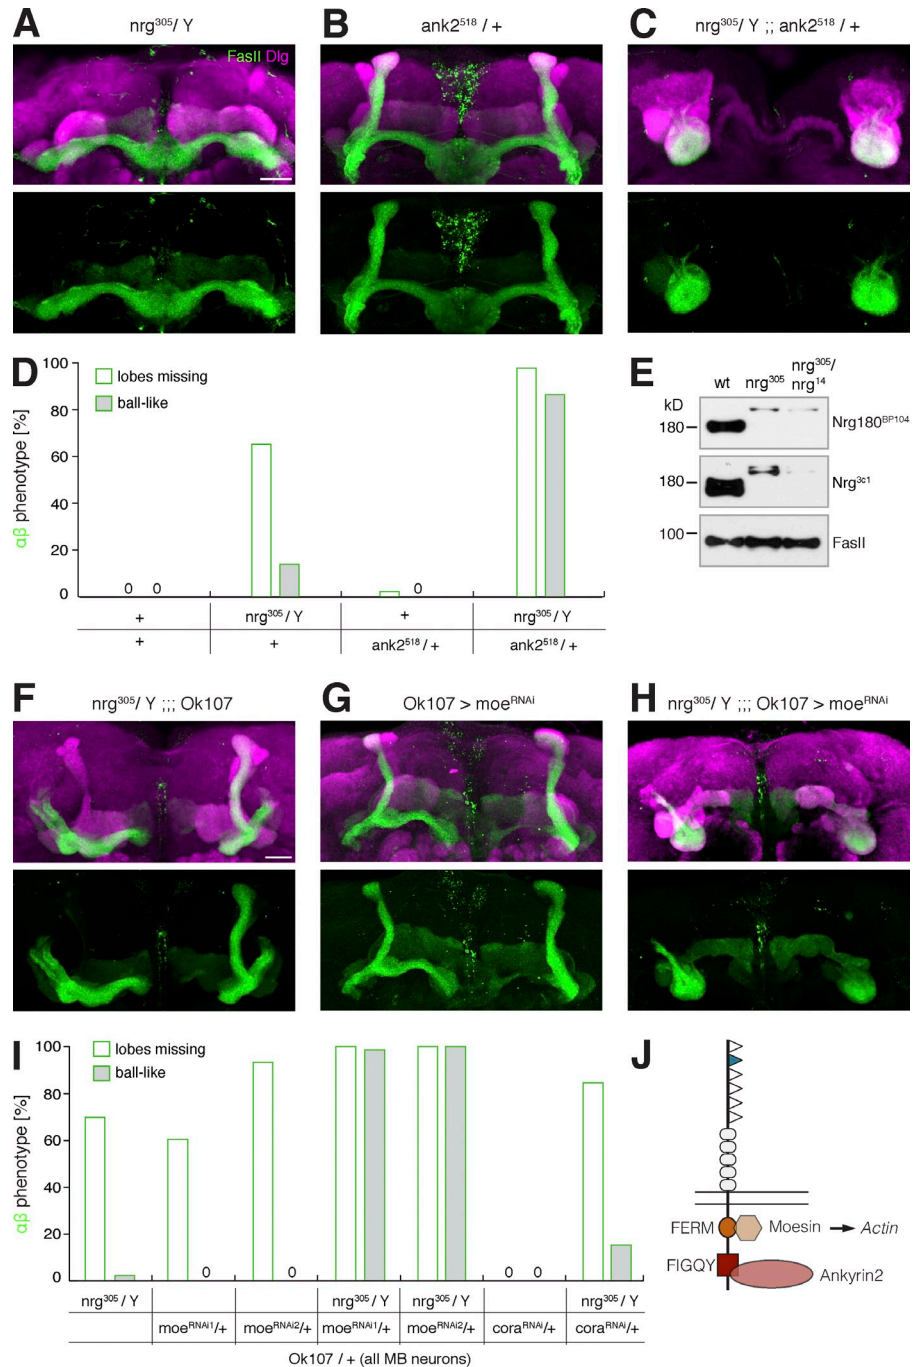 A
nrg³⁰⁵/ Y
B
ank2⁵¹⁸/ +
C
nrg³⁰⁵/Y ;; ank2⁵¹⁸/ +
FasII Dlg
D
lobes missing
ball-like
αβ phenotype [%]
100
80
60
40
20
0
0 0 0
+ nrg³⁰⁵/ Y + nrg³⁰⁵/ Y
+ + ank2⁵¹⁸/ + ank2⁵¹⁸/ +
E
wt nrg³⁰⁵ nrg³⁰⁵/
nrg¹⁴
kD
180
Nrg180ᴮᴾ¹⁰⁴
180
Nrg³ᶜ¹
100
FasII
F
nrg³⁰⁵/ Y ;;; Ok107
G
Ok107 > moeᴿᴺᴬⁱ
H
nrg³⁰⁵/ Y ;;; Ok107 > moeᴿᴺᴬⁱ
I
lobes missing
ball-like
αβ phenotype [%]
100
80
60
40
20
0
0 0 0 0
nrg³⁰⁵/ Y nrg³⁰⁵/ Y nrg³⁰⁵/ Y nrg³⁰⁵/ Y
moeᴿᴺᴬⁱ¹/+ moeᴿᴺᴬⁱ²/+ moeᴿᴺᴬⁱ¹/+ moeᴿᴺᴬⁱ²/+ coraᴿᴺᴬⁱ/+ coraᴿᴺᴬⁱ/+
Ok107 / + (all MB neurons)
J
FERM Moesin Actin
FIGQY
Ankyrin2